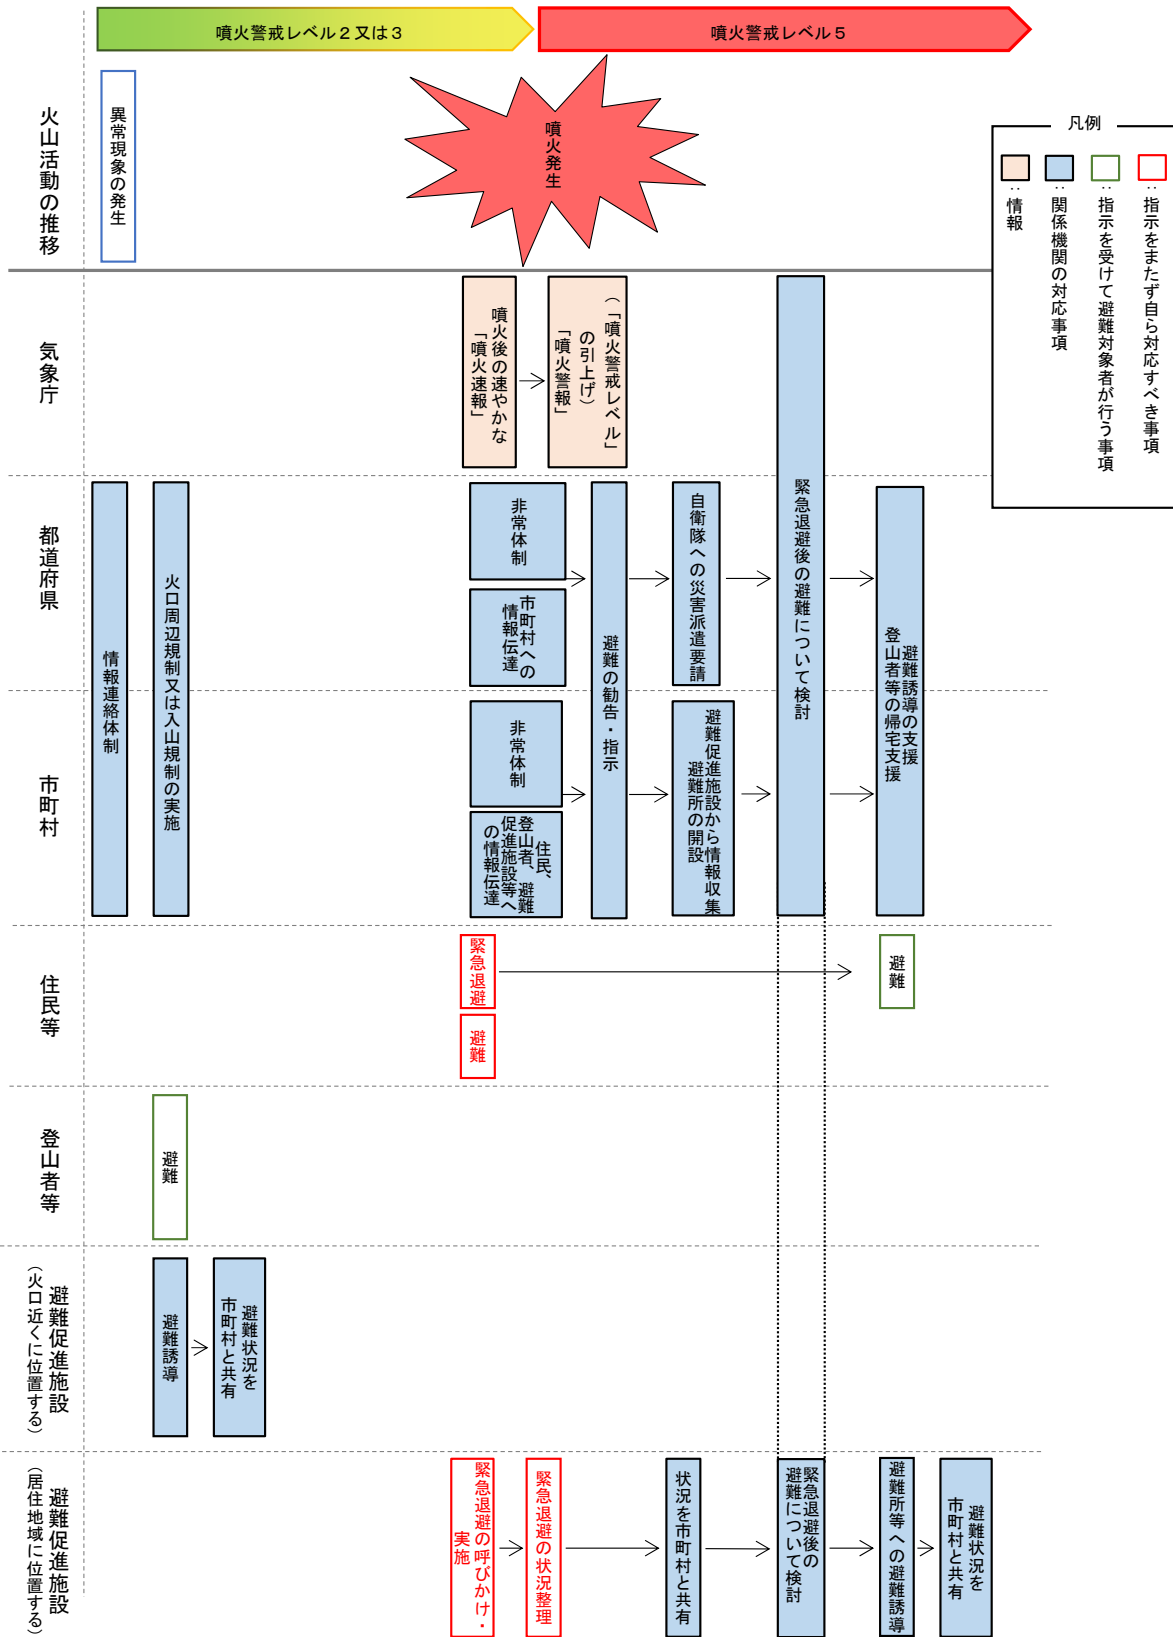 噴火警戒レベル２又は３
噴火警戒レベル５
火山活動の推移
異常現象の発生
噴火発生
凡例
：情報
：関係機関の対応事項
：指示を受けて避難対象者が行う事項
：指示をまたず自ら対応すべき事項
気象庁
噴火後の速やかな
「噴火速報」
（「噴火警戒レベル」
の引上げ）
「噴火警報」
緊急退避後の避難について検討
都道府県
情報連絡体制
火口周辺規制又は入山規制の実施
非常体制
市町村への
情報伝達
避難の勧告・指示
自衛隊への災害派遣要請
避難誘導の支援
登山者等の帰宅支援
市町村
非常体制
住民、
登山者、避難
促進施設等へ
の情報伝達
避難促進施設から情報収集
避難所の開設
住民等
緊急退避
避難
避難
登山者等
避難
避難促進施設
（火口近くに位置する）
避難誘導
避難状況を
市町村と共有
避難促進施設
（居住地域に位置する）
緊急退避の呼びかけ・
実施
緊急退避の状況整理
状況を市町村と共有
緊急退避後の
避難について検討
避難所等への避難誘導
避難状況を
市町村と共有